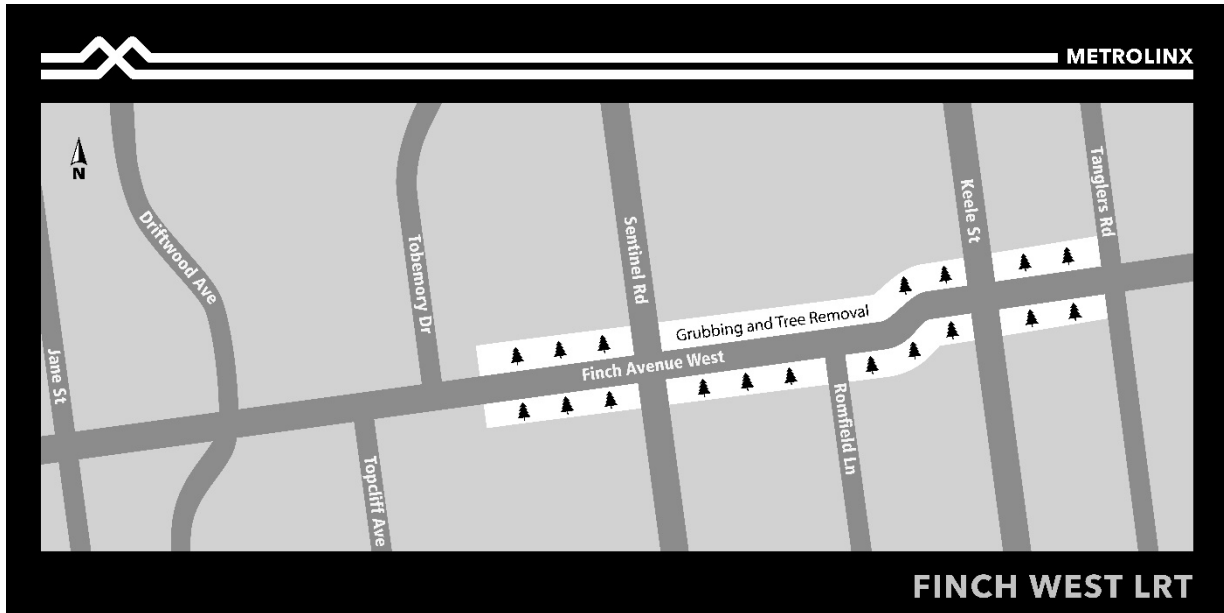 METROLINX
N
Driftwood Ave
Tobermory Dr
Sentinel Rd
Keele St
Tanglers Rd
Grubbing and Tree Removal
Finch Avenue West
Jane St
Topcliff Ave
Romfield Ln
FINCH WEST LRT